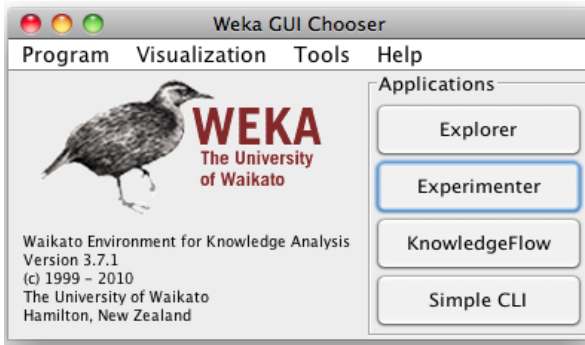 Weka GUI Chooser
Program Visualization Tools Help
WEKA
The University
of Waikato
Waikato Environment for Knowledge Analysis
Version 3.7.1
(c) 1999 – 2010
The University of Waikato
Hamilton, New Zealand
Applications
Explorer
Experimenter
KnowledgeFlow
Simple CLI